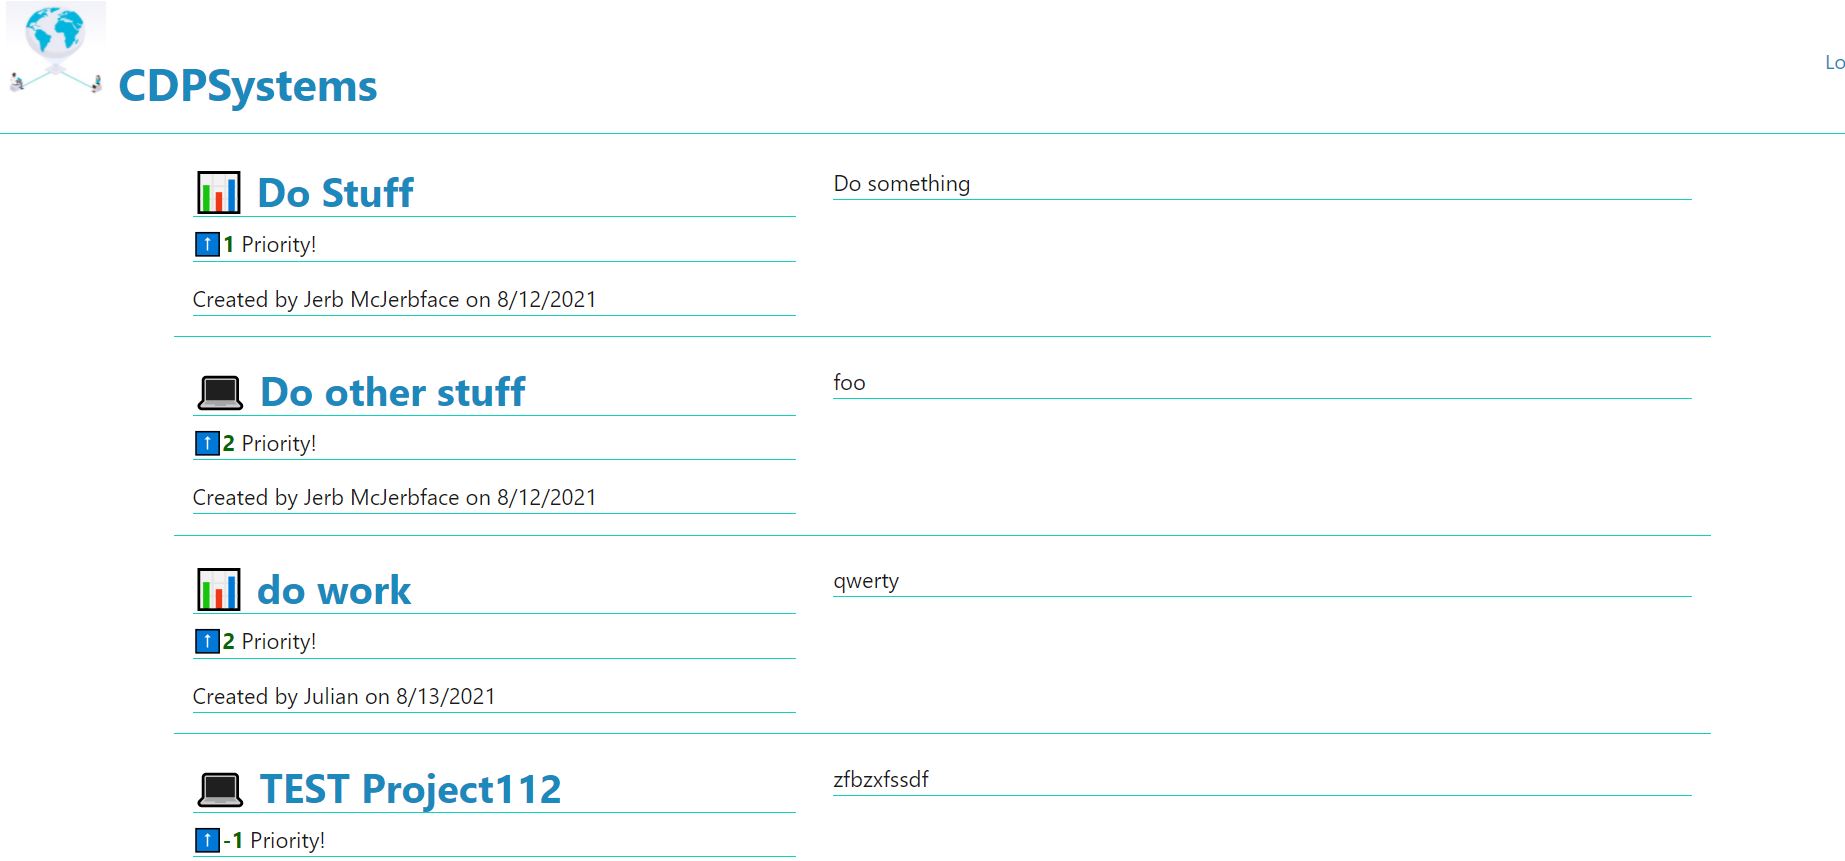 CDPSystems
Lo
Do Stuff
1 Priority!
Created by Jerb McJerbface on 8/12/2021
Do something
Do other stuff
2 Priority!
Created by Jerb McJerbface on 8/12/2021
foo
do work
2 Priority!
Created by Julian on 8/13/2021
qwerty
TEST Project112
-1 Priority!
zfbzxfssdf